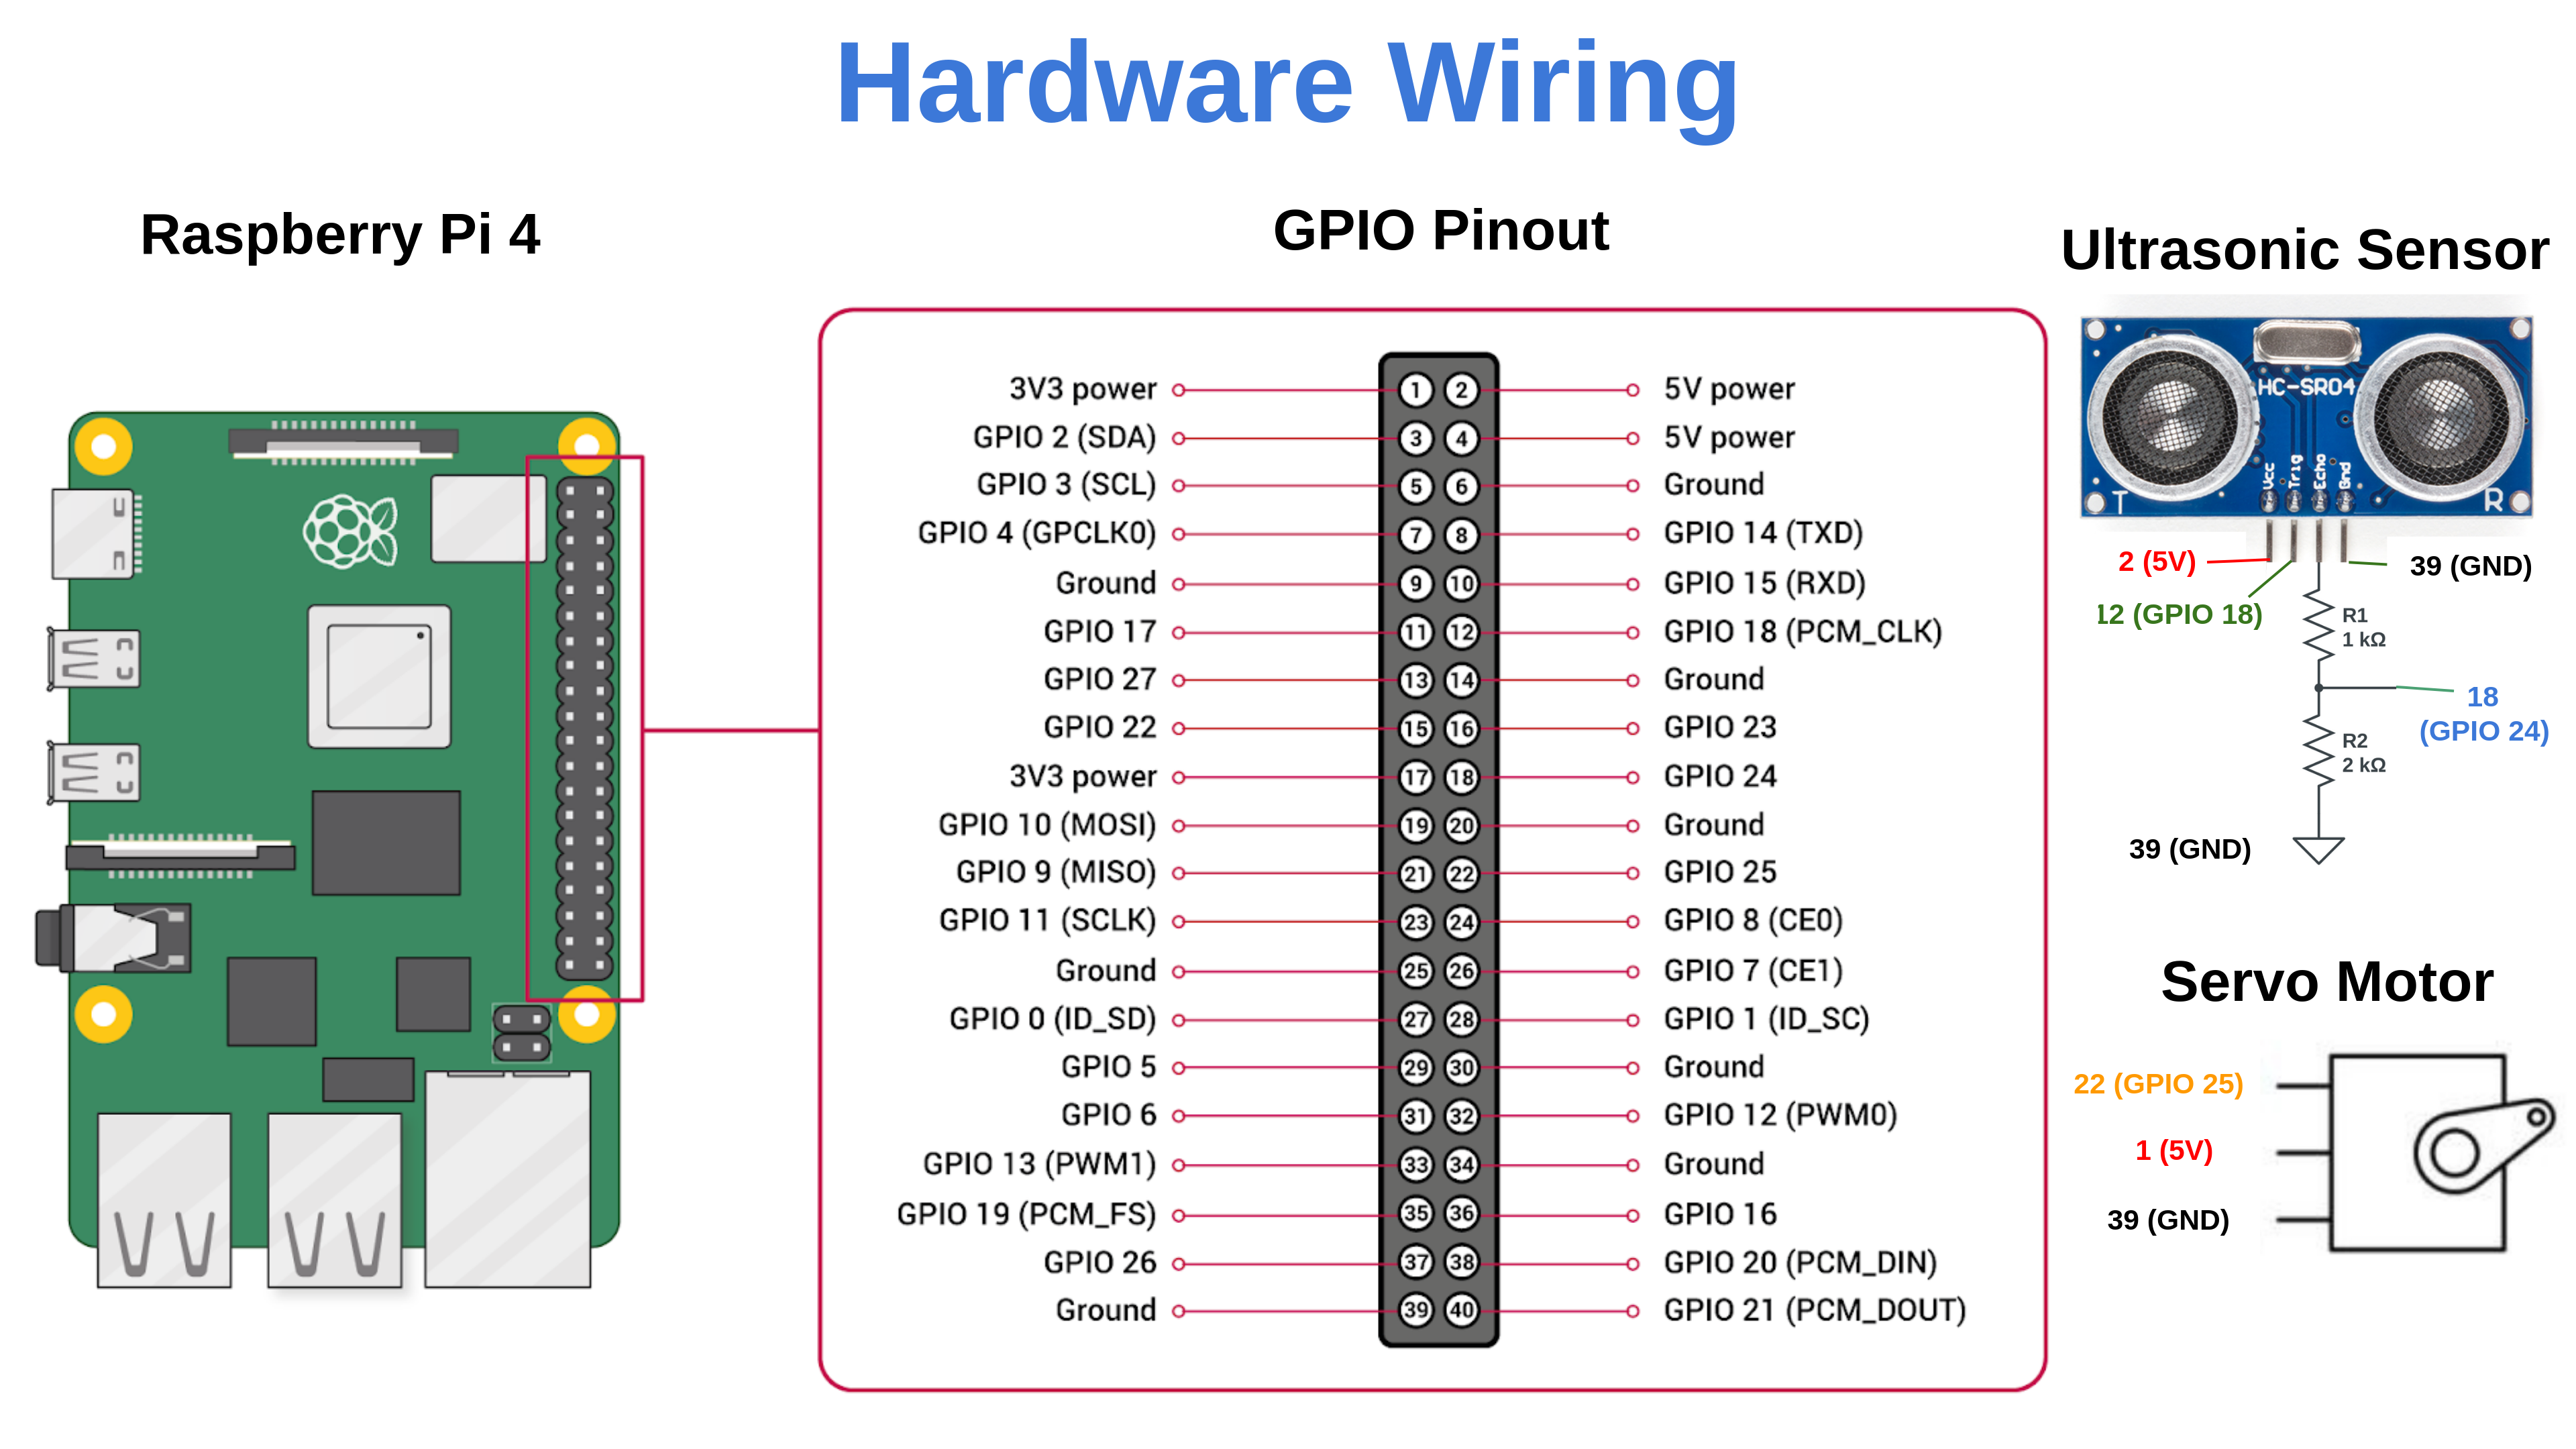 Hardware Wiring
Raspberry Pi 4
GPIO Pinout
Ultrasonic Sensor
3V3 power 1 2 5V power
GPIO 2 (SDA) 3 4 5V power
GPIO 3 (SCL) 5 6 Ground
GPIO 4 (GPCLK0) 7 8 GPIO 14 (TXD)
Ground 9 10 GPIO 15 (RXD)
GPIO 17 11 12 GPIO 18 (PCM_CLK)
GPIO 27 13 14 Ground
GPIO 22 15 16 GPIO 23
3V3 power 17 18 GPIO 24
GPIO 10 (MOSI) 19 20 Ground
GPIO 9 (MISO) 21 22 GPIO 25
GPIO 11 (SCLK) 23 24 GPIO 8 (CE0)
Ground 25 26 GPIO 7 (CE1)
GPIO 0 (ID_SD) 27 28 GPIO 1 (ID_SC)
GPIO 5 29 30 Ground
GPIO 6 31 32 GPIO 12 (PWM0)
GPIO 13 (PWM1) 33 34 Ground
GPIO 19 (PCM_FS) 35 36 GPIO 16
GPIO 26 37 38 GPIO 20 (PCM_DIN)
Ground 39 40 GPIO 21 (PCM_DOUT)
HC-SR04
Vcc
Trig
Echo
Gnd
T
R
2 (5V)
39 (GND)
12 (GPIO 18)
R1
1 kΩ
18
(GPIO 24)
R2
2 kΩ
39 (GND)
Servo Motor
22 (GPIO 25)
1 (5V)
39 (GND)